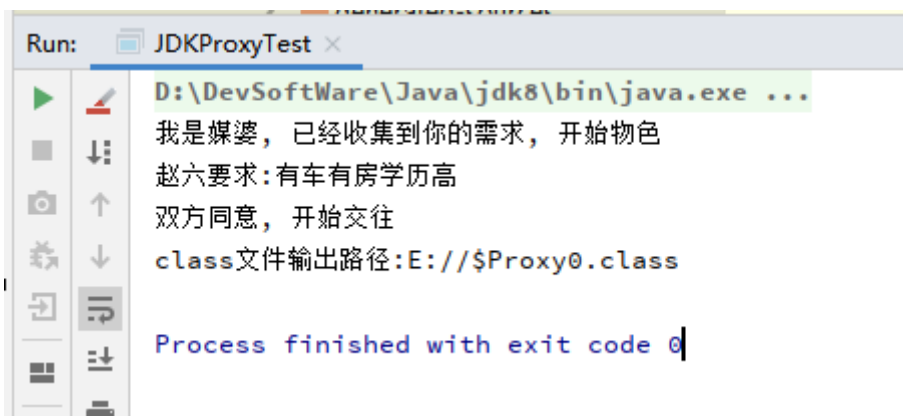 Run:
JDKProxyTest
D:\DevSoftWare\Java\jdk8\bin\java.exe ...
我是媒婆, 已经收集到你的需求, 开始物色
赵六要求:有车有房学历高
双方同意, 开始交往
class文件输出路径:E://$Proxy0.class
Process finished with exit code 0